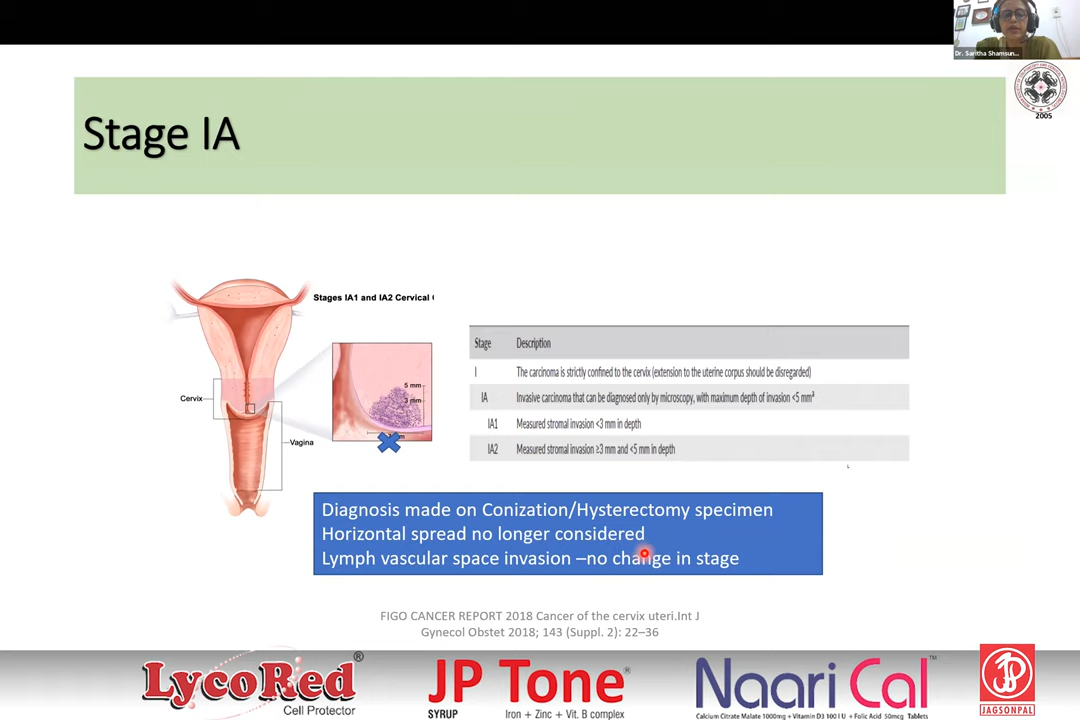 Dr. Saritha Shamsun...
2005
Stage IA
Stages IA1 and IA2 Cervical
5 mm
3 mm
Cervix
Vagina
Stage Description
I The carcinoma is strictly confined to the cervix (extension to the uterine corpus should be disregarded)
IA Invasive carcinoma that can be diagnosed only by microscopy, with maximum depth of invasion <5 mmª
IA1 Measured stromal invasion <3 mm in depth
IA2 Measured stromal invasion ≥3 mm and <5 mm in depth
Diagnosis made on Conization/Hysterectomy specimen
Horizontal spread no longer considered
Lymph vascular space invasion –no change in stage
FIGO CANCER REPORT 2018 Cancer of the cervix uteri.Int J
Gynecol Obstet 2018; 143 (Suppl. 2): 22–36
LycoRed®
Cell Protector
JP Tone®
SYRUP Iron + Zinc + Vit. B complex
Naari Cal™
Calcium Citrate Malate 1000mg + Vitamin D3 100 I U + Folic Acid 50mcg Tablets
JAGSONPAL